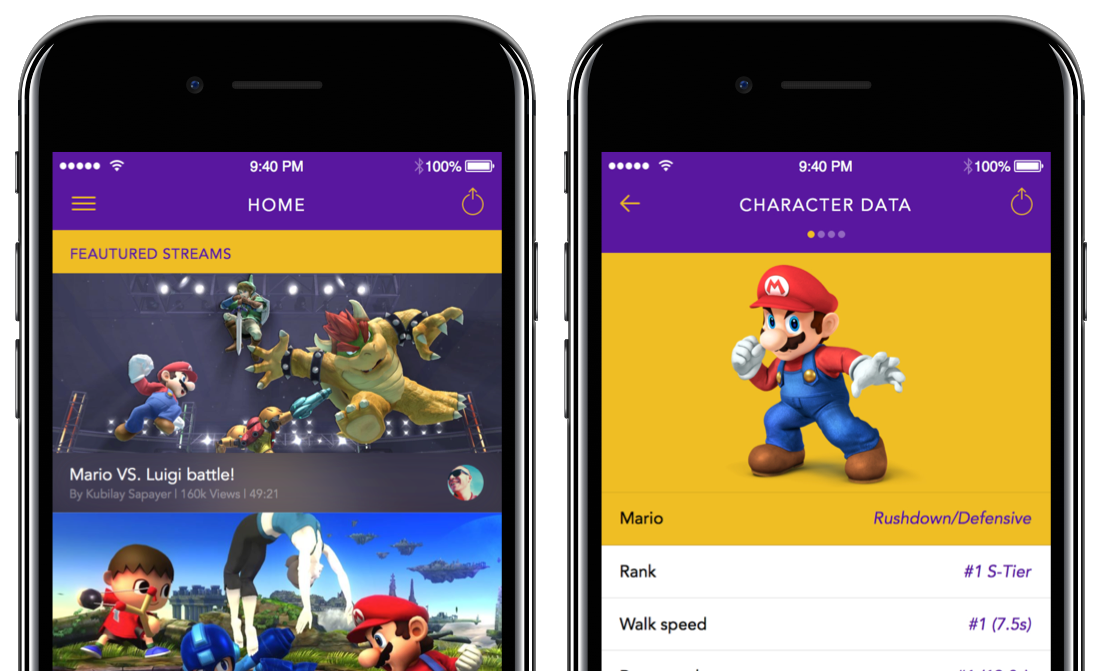 9:40 PM
100%
HOME
FEAUTURED STREAMS
Mario VS. Luigi battle!
By Kubilay Sapayer | 160k Views | 49:21
9:40 PM
100%
CHARACTER DATA
M
Mario
Rushdown/Defensive
Rank
#1 S-Tier
Walk speed
#1 (7.5s)